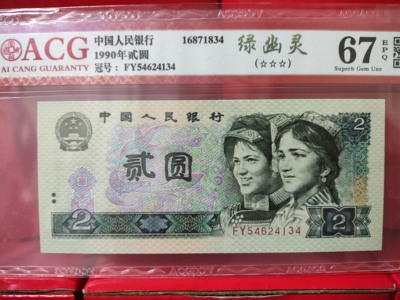 ACG
AI CANG GUARANTY
中国人民银行 16871834
1990年贰圆
冠号：FY54624134
绿幽灵
(☆☆☆)
67 EPQ
Superb Gem Unc
中国人民银行
2
贰圆
FY54624134
2
2